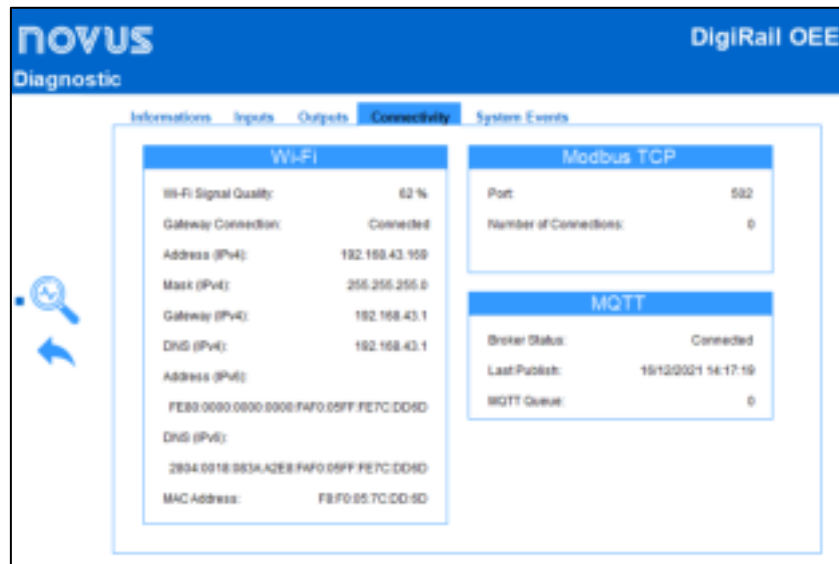 novus
DigiRail OEE
Diagnostic
Informations Inputs Outputs Connectivity System Events
Wi-Fi
Wi-Fi Signal Quality: 62 %
Gateway Connection: Connected
Address (IPv4): 192.168.43.169
Mask (IPv4): 255.255.255.0
Gateway (IPv4): 192.168.43.1
DNS (IPv4): 192.168.43.1
Address (IPv6):
FE80:0000:0000:0000:FAF0:05FF:FE7C:DD6D
DNS (IPv6):
2804:0018:083A:A2E8:FAF0:05FF:FE7C:DD6D
MAC Address: F8:F0:05:7C:DD:6D
Modbus TCP
Port: 502
Number of Connections: 0
MQTT
Broker Status: Connected
Last Publish: 16/12/2021 14:17:19
MQTT Queue: 0